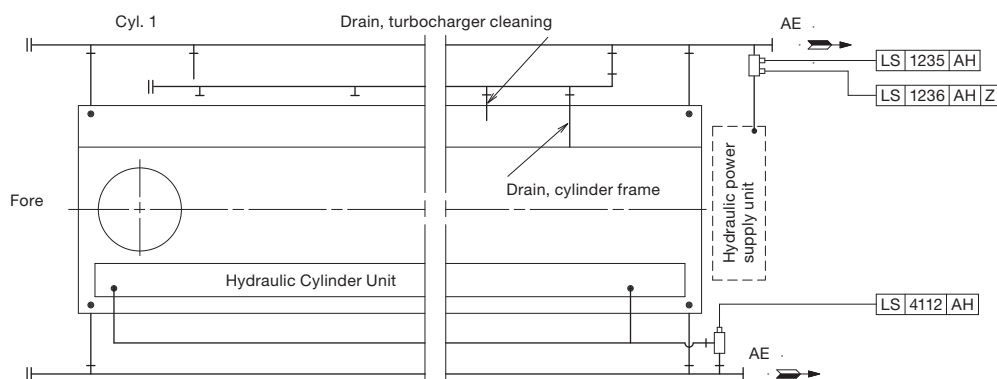 Cyl. 1
Drain, turbocharger cleaning
AE
LS 1235 AH
LS 1236 AH Z
Drain, cylinder frame
Fore
Hydraulic power
supply unit
Hydraulic Cylinder Unit
LS 4112 AH
AE